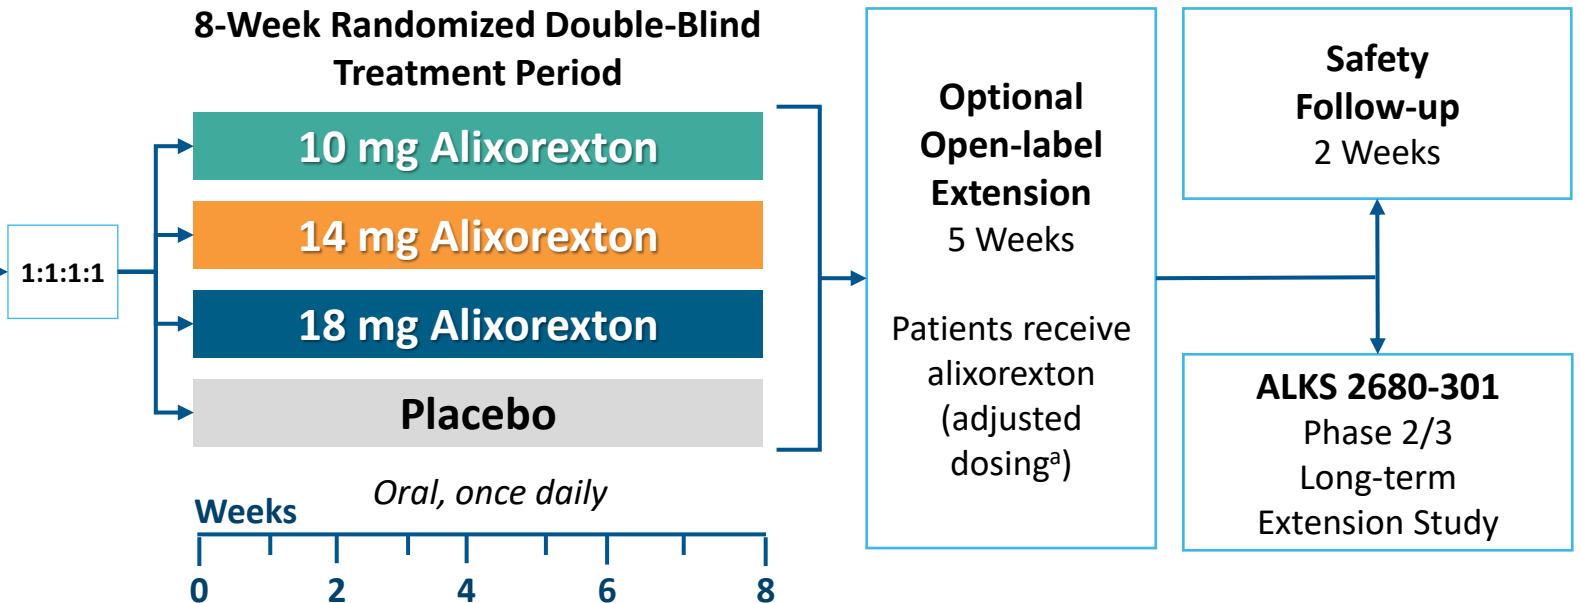 8-Week Randomized Double-Blind
Treatment Period
1:1:1:1
10 mg Alixorexton
14 mg Alixorexton
18 mg Alixorexton
Placebo
Oral, once daily
Weeks
0 2 4 6 8
Optional
Open-label
Extension
5 Weeks
Patients receive
alixorexton
(adjusted
dosingᵃ)
Safety
Follow-up
2 Weeks
ALKS 2680-301
Phase 2/3
Long-term
Extension Study